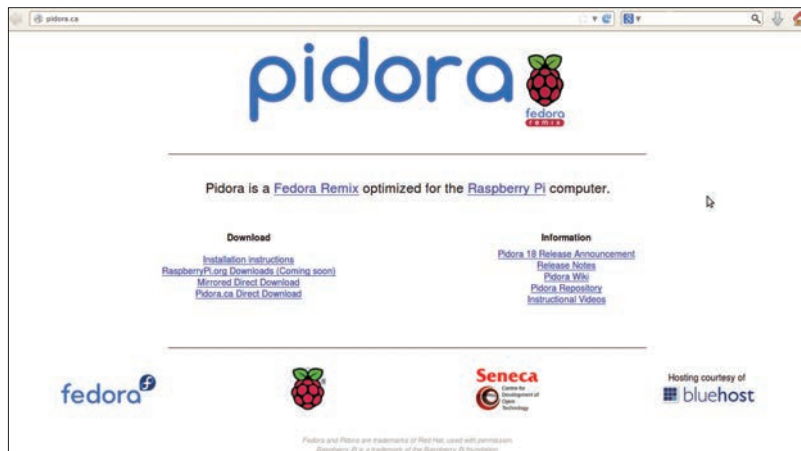 pidora.ca
pidora
fedora
remix
Pidora is a Fedora Remix optimized for the Raspberry Pi computer.
Download
Installation instructions
RaspberryPi.org Downloads (Coming soon)
Mirrored Direct Download
Pidora.ca Direct Download
Information
Pidora 18 Release Announcement
Release Notes
Pidora Wiki
Pidora Repository
Instructional Videos
fedora
Seneca
Centre for
Development of
Open
Technology
Hosting courtesy of
bluehost
Fedora and Pidora are trademarks of Red Hat, used with permission.
Raspberry Pi is a trademark of the Raspberry Pi foundation